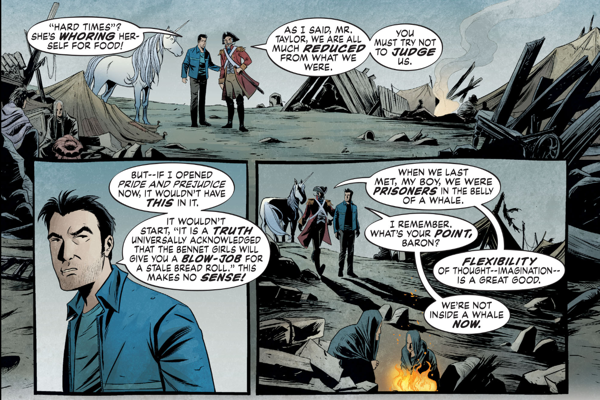 "HARD TIMES"?
SHE'S WHORING HER-
SELF FOR FOOD!
AS I SAID, MR.
TAYLOR, WE ARE ALL
MUCH REDUCED
FROM WHAT WE
WERE.
YOU
MUST TRY NOT
TO JUDGE
US.
BUT--IF I OPENED
PRIDE AND PREJUDICE
NOW, IT WOULDN'T HAVE
THIS IN IT.
IT WOULDN'T
START, "IT IS A TRUTH
UNIVERSALLY ACKNOWLEDGED
THAT THE BENNET GIRLS WILL
GIVE YOU A BLOW-JOB FOR
A STALE BREAD ROLL." THIS
MAKES NO SENSE!
WHEN WE LAST
MET, MY BOY, WE WERE
PRISONERS IN THE BELLY
OF A WHALE.
I REMEMBER.
WHAT'S YOUR POINT,
BARON?
FLEXIBILITY
OF THOUGHT--IMAGINATION--
IS A GREAT GOOD.
WE'RE NOT
INSIDE A WHALE
NOW.